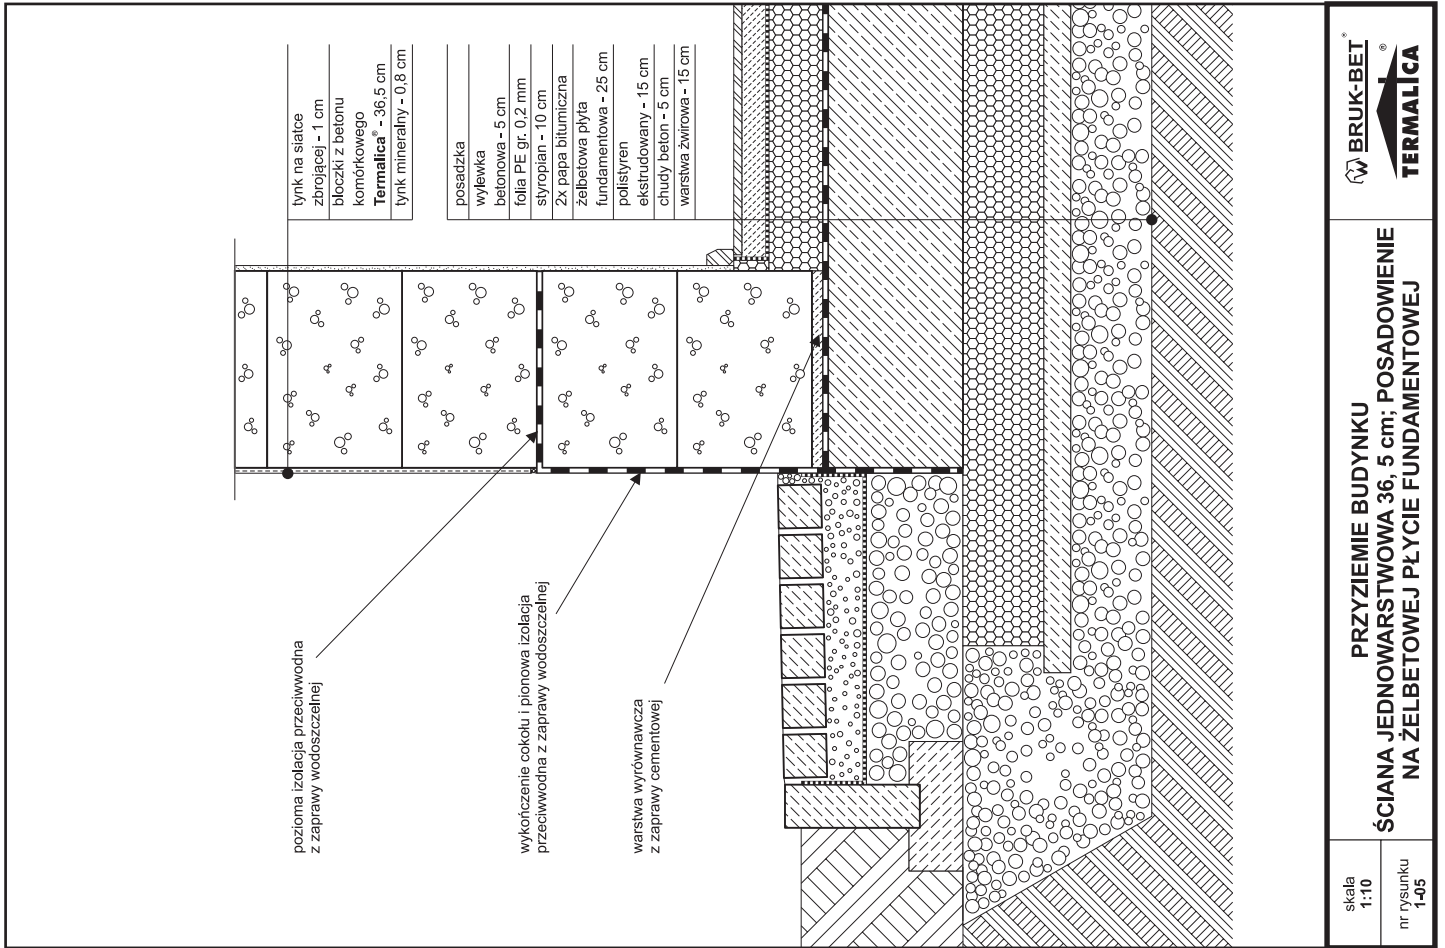 tynk na siatce
zbrojącej - 1 cm
bloczki z betonu
komórkowego
Termalica® - 36,5 cm
tynk mineralny - 0,8 cm
posadzka
wylewka
betonowa - 5 cm
folia PE gr. 0,2 mm
styropian - 10 cm
2x papa bitumiczna
żelbetowa płyta
fundamentowa - 25 cm
polistyren
ekstrudowany - 15 cm
chudy beton - 5 cm
warstwa żwirowa - 15 cm
pozioma izolacja przeciwwodna
z zaprawy wodoszczelnej
wykończenie cokołu i pionowa izolacja
przeciwwodna z zaprawy wodoszczelnej
warstwa wyrównawcza
z zaprawy cementowej
skala
1:10
nr rysunku
1-05
PRZYZIEMIE BUDYNKU
ŚCIANA JEDNOWARSTWOWA 36, 5 cm; POSADOWIENIE
NA ŻELBETOWEJ PŁYCIE FUNDAMENTOWEJ
BRUK-BET®
TERMALICA®